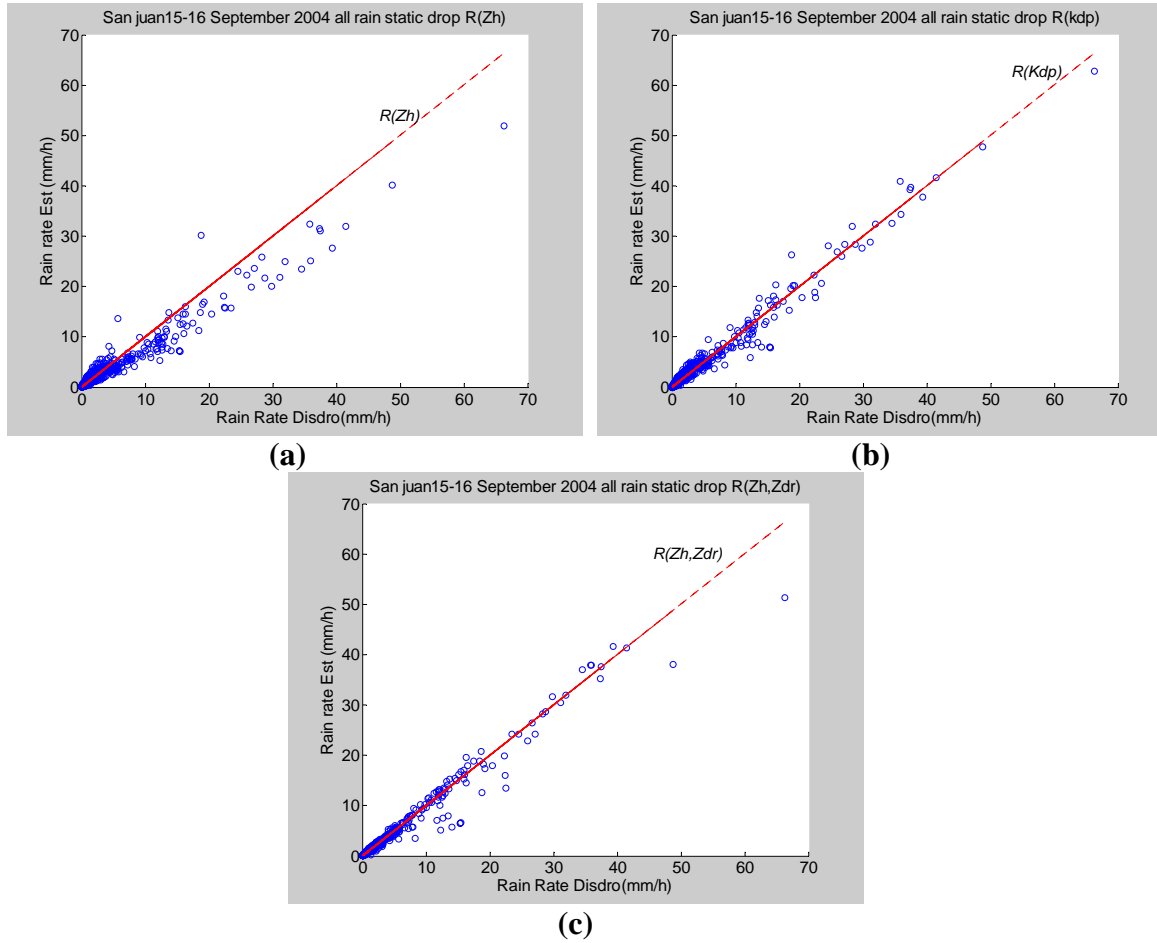 San juan15-16 September 2004 all rain static drop R(Zh)
70
60
50
40
30
20
10
0
Rain rate Est (mm/h)
R(Zh)
0 10 20 30 40 50 60 70
Rain Rate Disdro(mm/h)
(a)
San juan15-16 September 2004 all rain static drop R(kdp)
70
60
50
40
30
20
10
0
Rain rate Est (mm/h)
R(Kdp)
0 10 20 30 40 50 60 70
Rain Rate Disdro(mm/h)
(b)
San juan15-16 September 2004 all rain static drop R(Zh,Zdr)
70
60
50
40
30
20
10
0
Rain rate Est (mm/h)
R(Zh,Zdr)
0 10 20 30 40 50 60 70
Rain Rate Disdro(mm/h)
(c)